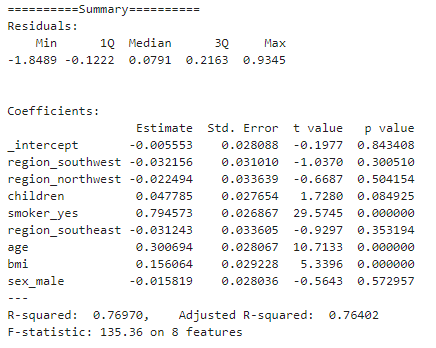 ==========Summary==========
Residuals:
Min 1Q Median 3Q Max
-1.8489 -0.1222 0.0791 0.2163 0.9345
Coefficients:
Estimate Std. Error t value p value
_intercept -0.005553 0.028088 -0.1977 0.843408
region_southwest -0.032156 0.031010 -1.0370 0.300510
region_northwest -0.022494 0.033639 -0.6687 0.504154
children 0.047785 0.027654 1.7280 0.084925
smoker_yes 0.794573 0.026867 29.5745 0.000000
region_southeast -0.031243 0.033605 -0.9297 0.353194
age 0.300694 0.028067 10.7133 0.000000
bmi 0.156064 0.029228 5.3396 0.000000
sex_male -0.015819 0.028036 -0.5643 0.572957
---
R-squared: 0.76970, Adjusted R-squared: 0.76402
F-statistic: 135.36 on 8 features